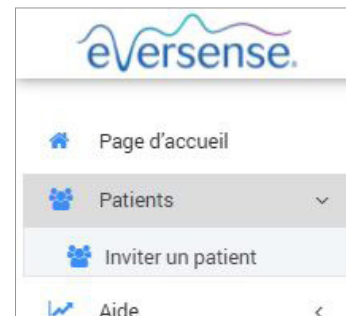 eversense.
Page d'accueil
Patients
Inviter un patient
Aide